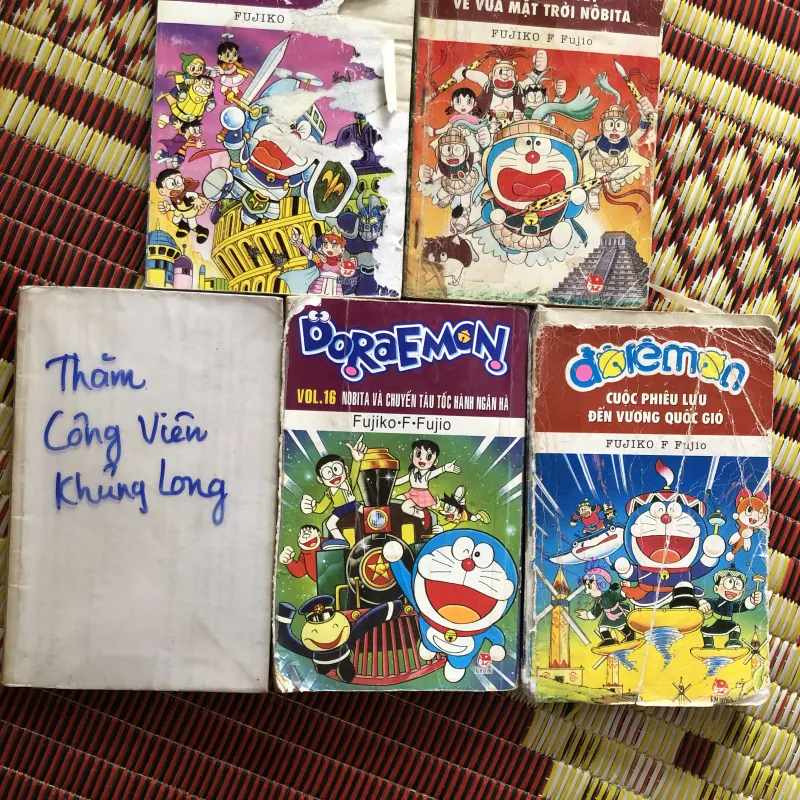 FUJIKO
VỀ VUA MẶT TRỜI NÔBITA
FUJIKO F Fujio
Thăm
Công Viên
Khủng Long
DORAEMON
VOL.16 NOBITA VÀ CHUYẾN TÀU TỐC HÀNH NGÂN HÀ
Fujiko·F·Fujio
đôrêmon
CUỘC PHIÊU LƯU
ĐẾN VƯƠNG QUỐC GIÓ
FUJIKO F Fujio